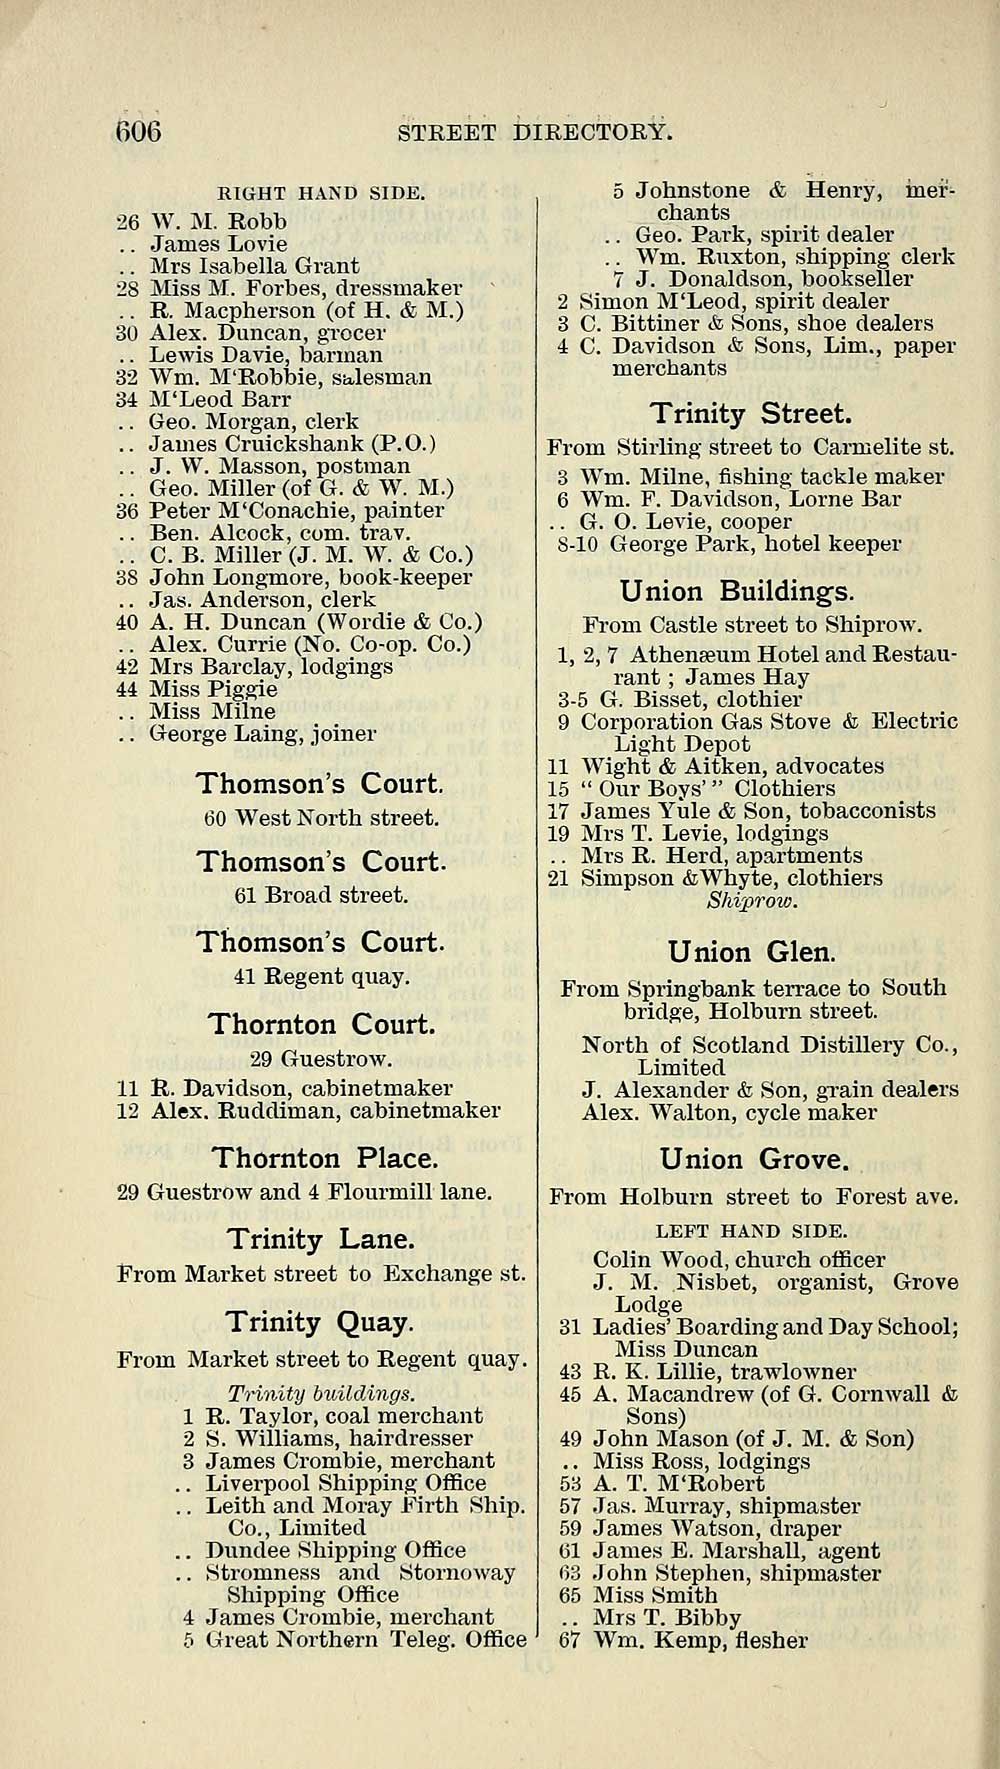 606
STREET DIRECTORY.
RIGHT HAND SIDE.
26 W. M. Robb
.. James Lovie
.. Mrs Isabella Grant
28 Miss M. Forbes, dressmaker
.. R. Macpherson (of H. & M.)
30 Alex. Duncan, grocer
.. Lewis Davie, barman
32 Wm. M'Robbie, salesman
34 M'Leod Barr
.. Geo. Morgan, clerk
.. James Cruickshank (P.O.)
.. J. W. Masson, postman
.. Geo. Miller (of G. & W. M.)
36 Peter M'Conachie, painter
.. Ben. Alcock, com. trav.
.. C. B. Miller (J. M. W. & Co.)
38 John Longmore, book-keeper
.. Jas. Anderson, clerk
40 A. H. Duncan (Wordie & Co.)
.. Alex. Currie (No. Co-op. Co.)
42 Mrs Barclay, lodgings
44 Miss Piggie
.. Miss Milne
.. George Laing, joiner
Thomson's Court.
60 West North street.
Thomson's Court.
61 Broad street.
Thomson's Court.
41 Regent quay.
Thornton Court.
29 Guestrow.
11 R. Davidson, cabinetmaker
12 Alex. Ruddiman, cabinetmaker
Thornton Place.
29 Guestrow and 4 Flourmill lane.
Trinity Lane.
From Market street to Exchange st.
Trinity Quay.
From Market street to Regent quay.
Trinity buildings.
1 R. Taylor, coal merchant
2 S. Williams, hairdresser
3 James Crombie, merchant
.. Liverpool Shipping Office
.. Leith and Moray Firth Ship.
Co., Limited
.. Dundee Shipping Office
.. Stromness and Stornoway
Shipping Office
4 James Crombie, merchant
5 Great Northern Teleg. Office
5 Johnstone & Henry, mer-
chants
.. Geo. Park, spirit dealer
.. Wm. Ruxton, shipping clerk
7 J. Donaldson, bookseller
2 Simon M'Leod, spirit dealer
3 C. Bittiner & Sons, shoe dealers
4 C. Davidson & Sons, Lim., paper
merchants
Trinity Street.
From Stirling street to Carmelite st.
3 Wm. Milne, fishing tackle maker
6 Wm. F. Davidson, Lorne Bar
.. G. O. Levie, cooper
8-10 George Park, hotel keeper
Union Buildings.
From Castle street to Shiprow.
1, 2, 7 Athenæum Hotel and Restau-
rant ; James Hay
3-5 G. Bisset, clothier
9 Corporation Gas Stove & Electric
Light Depot
11 Wight & Aitken, advocates
15 "Our Boys'" Clothiers
17 James Yule & Son, tobacconists
19 Mrs T. Levie, lodgings
.. Mrs R. Herd, apartments
21 Simpson &Whyte, clothiers
Shiprow.
Union Glen.
From Springbank terrace to South
bridge, Holburn street.
North of Scotland Distillery Co.,
Limited
J. Alexander & Son, grain dealers
Alex. Walton, cycle maker
Union Grove.
From Holburn street to Forest ave.
LEFT HAND SIDE.
Colin Wood, church officer
J. M. Nisbet, organist, Grove
Lodge
31 Ladies' Boarding and Day School;
Miss Duncan
43 R. K. Lillie, trawlowner
45 A. Macandrew (of G. Cornwall &
Sons)
49 John Mason (of J. M. & Son)
.. Miss Ross, lodgings
53 A. T. M'Robert
57 Jas. Murray, shipmaster
59 James Watson, draper
61 James E. Marshall, agent
63 John Stephen, shipmaster
65 Miss Smith
.. Mrs T. Bibby
67 Wm. Kemp, flesher